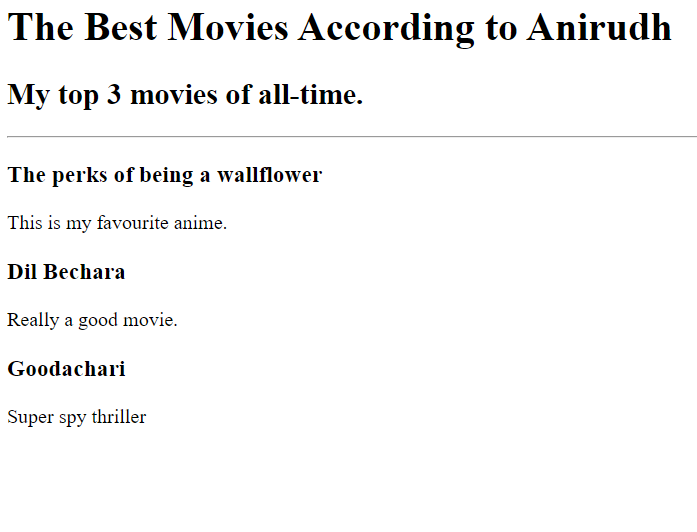 The Best Movies According to Anirudh
My top 3 movies of all-time.
The perks of being a wallflower
This is my favourite anime.
Dil Bechara
Really a good movie.
Goodachari
Super spy thriller